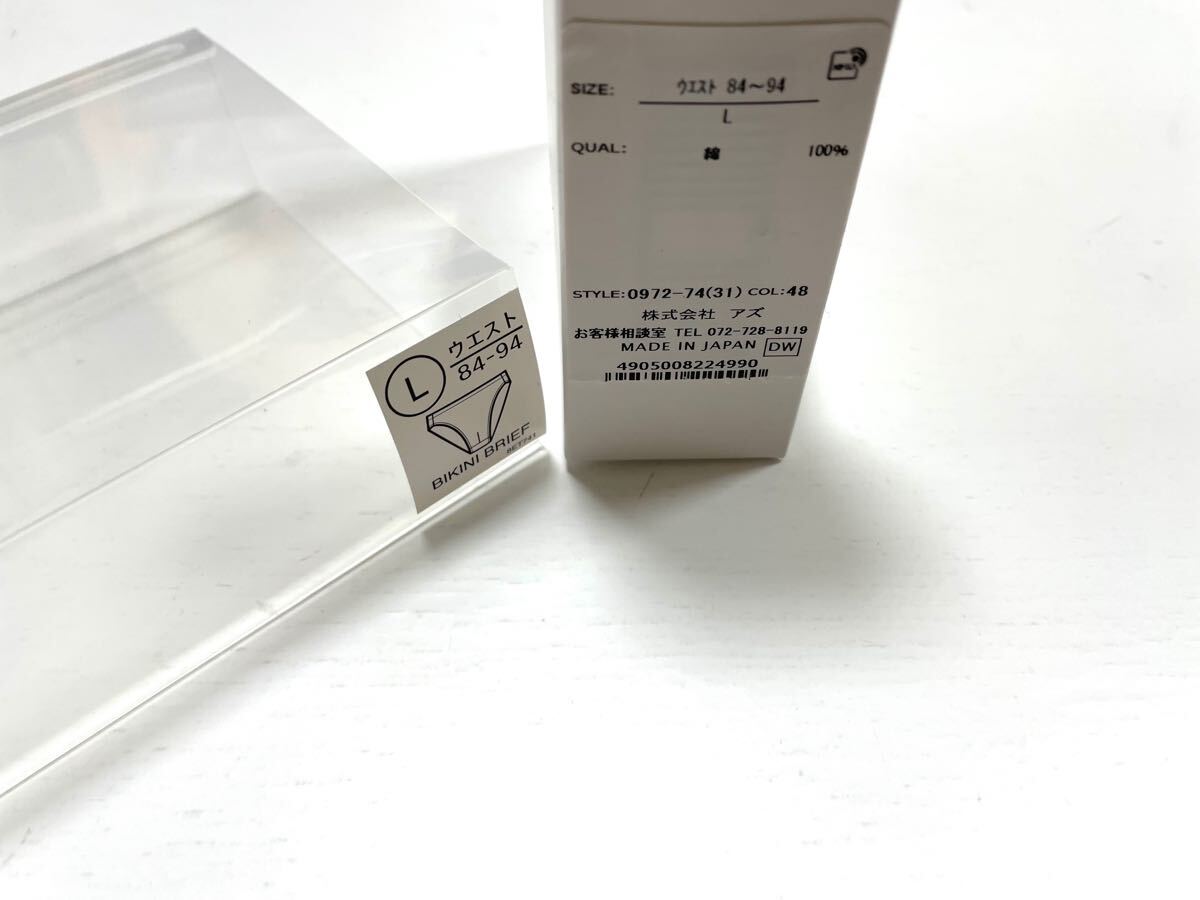 SIZE: ウエスト 84～94
L
QUAL: 綿 100%
STYLE:0972-74(31) COL:48
株式会社 アズ
お客様相談室 TEL 072-728-8119
MADE IN JAPAN DW
4905008224990
L ウエスト
84-94
BIKINI BRIEF